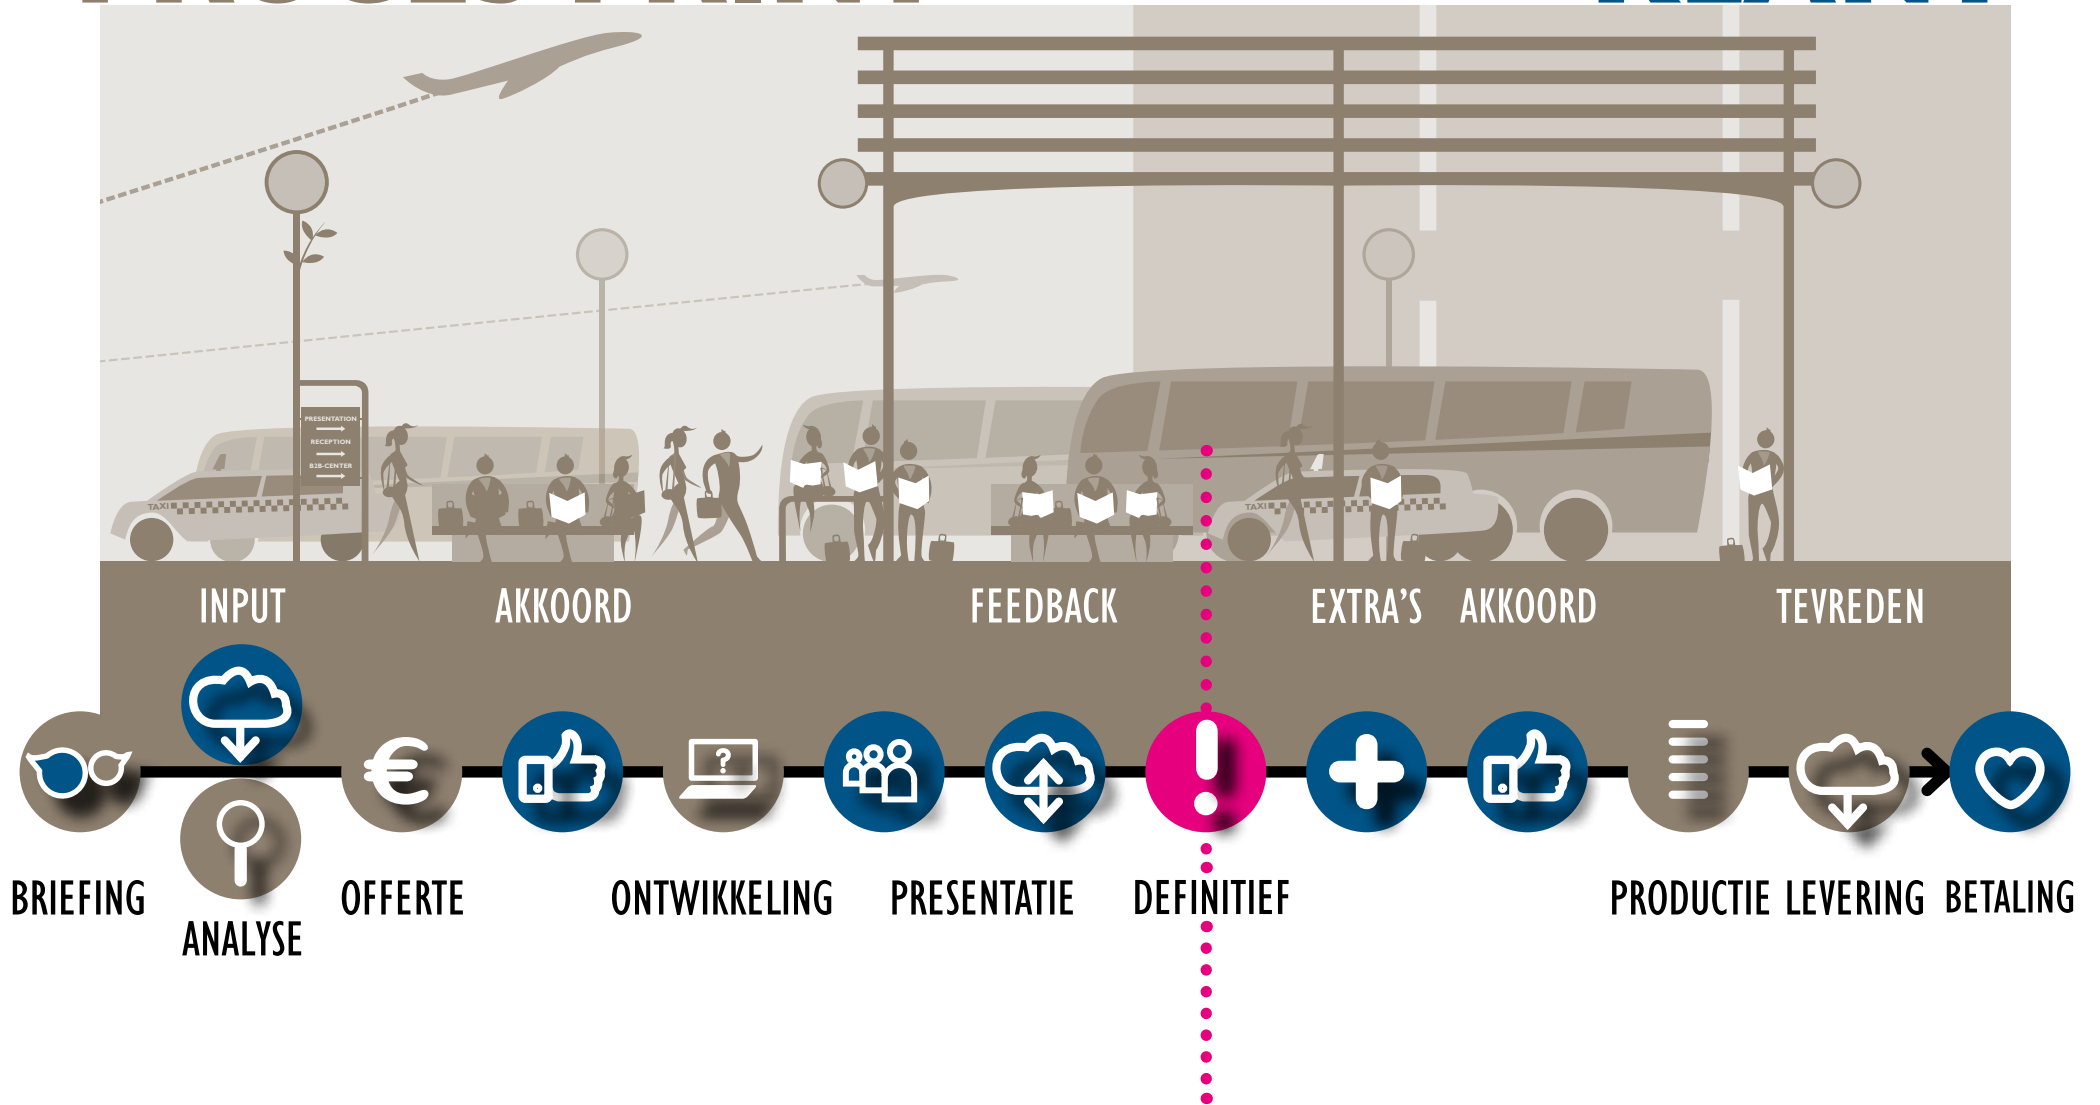 PRESENTATION
RECEPTION
B2B-CENTER
TAXI
TAXI
INPUT
AKKOORD
FEEDBACK
EXTRA'S
AKKOORD
TEVREDEN
€
?
!
BRIEFING
ANALYSE
OFFERTE
ONTWIKKELING
PRESENTATIE
DEFINITIEF
PRODUCTIE
LEVERING
BETALING